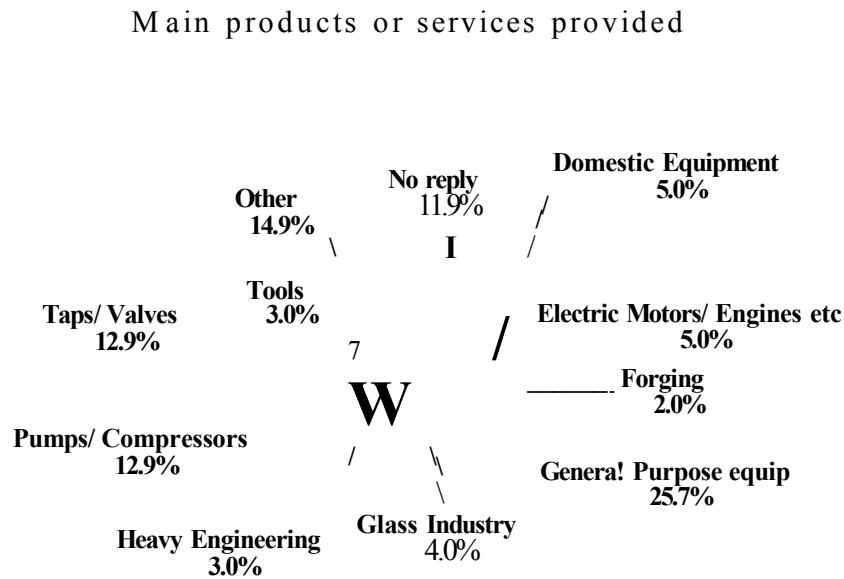 Main products or services provided
No reply
11.9%
Domestic Equipment
5.0%
Other
14.9%
I
Tools
3.0%
Taps/ Valves
12.9%
Electric Motors/ Engines etc
5.0%
7
/
Forging
2.0%
W
Pumps/ Compressors
12.9%
Genera! Purpose equip
25.7%
Glass Industry
4.0%
Heavy Engineering
3.0%